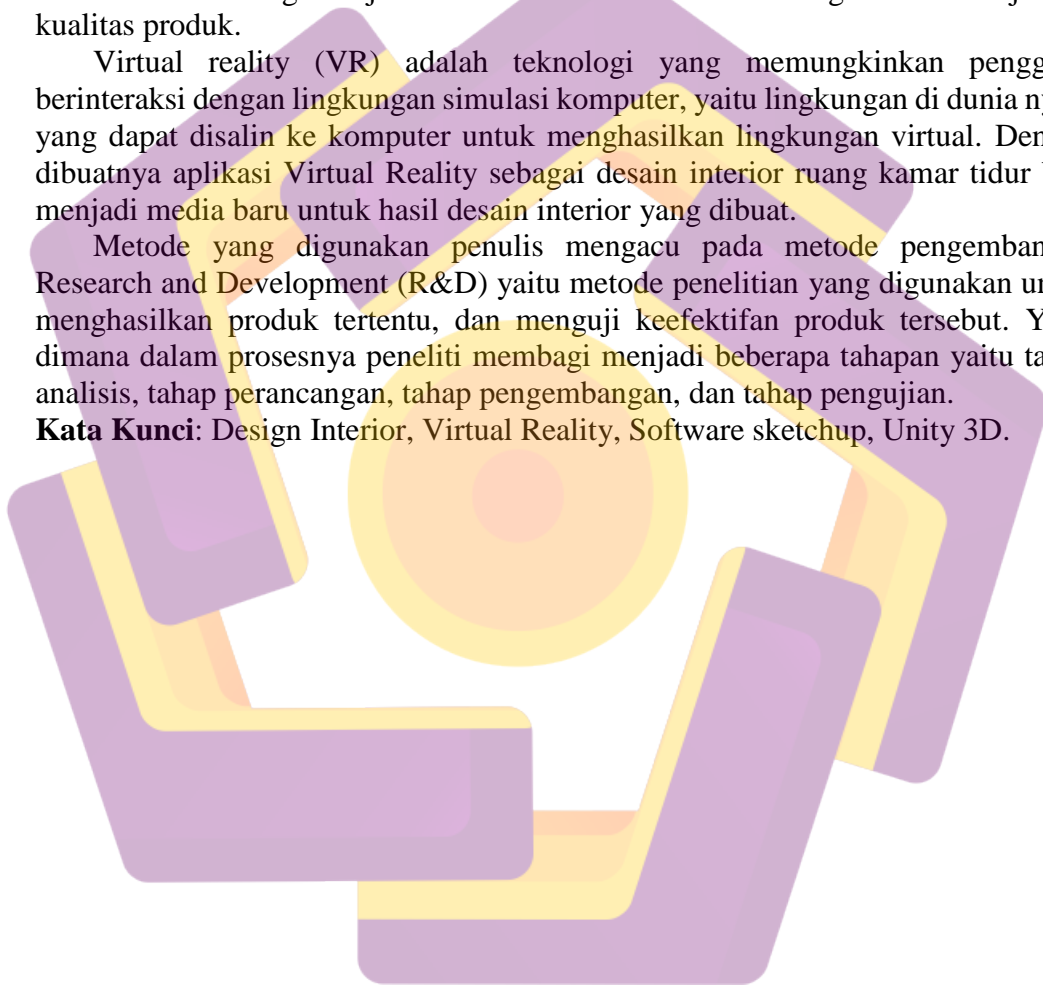 kualitas produk.
Virtual reality (VR) adalah teknologi yang memungkinkan
berinteraksi dengan lingkungan simulasi komputer, yaitu lingkungan di dunia
yang dapat disalin ke komputer untuk menghasilkan lingkungan virtual.
dibuatnya aplikasi Virtual Reality sebagai desain interior ruang kamar tidur
menjadi media baru untuk hasil desain interior yang dibuat.
Metode yang digunakan penulis mengacu pada metode
Research and Development (R&D) yaitu metode penelitian yang digunakan
menghasilkan produk tertentu, dan menguji keefektifan produk tersebut.
dimana dalam prosesnya peneliti membagi menjadi beberapa tahapan yaitu
analisis, tahap perancangan, tahap pengembangan, dan tahap pengujian.
Kata Kunci: Design Interior, Virtual Reality, Software sketchup, Unity 3D.